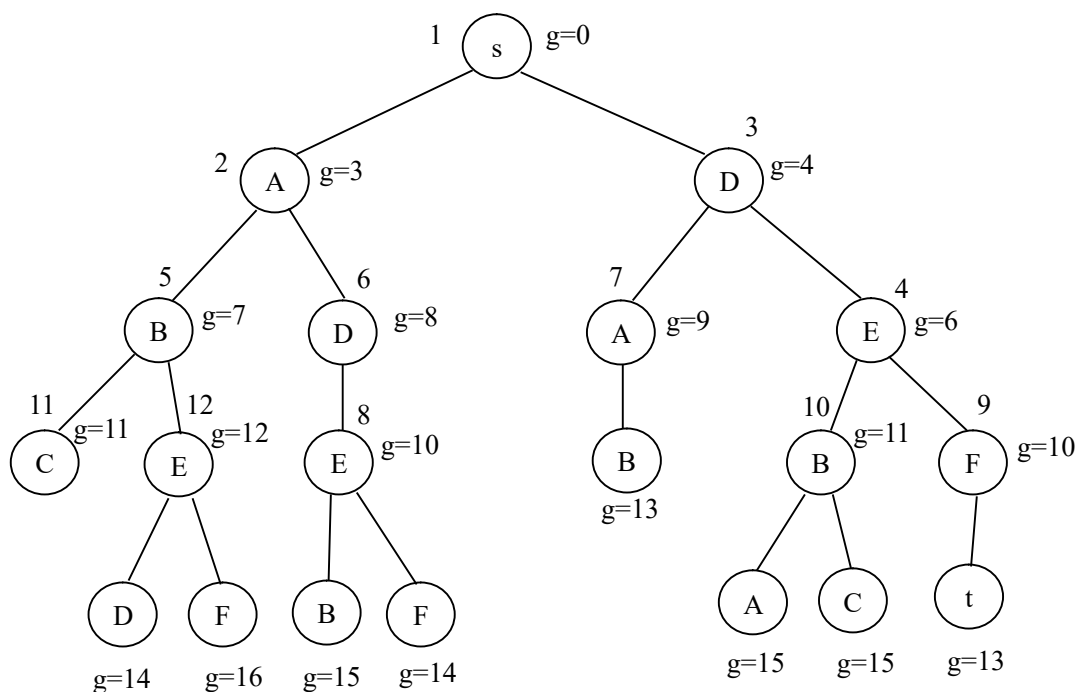 1 s g=0
3
2 A g=3 D g=4
5 6 7 4
B g=7 D g=8 A g=9 E g=6
11 12 8 10 9
C g=11 E g=12 E g=10 B B g=11 F g=10
g=13
D F B F A C t
g=14 g=16 g=15 g=14 g=15 g=15 g=13